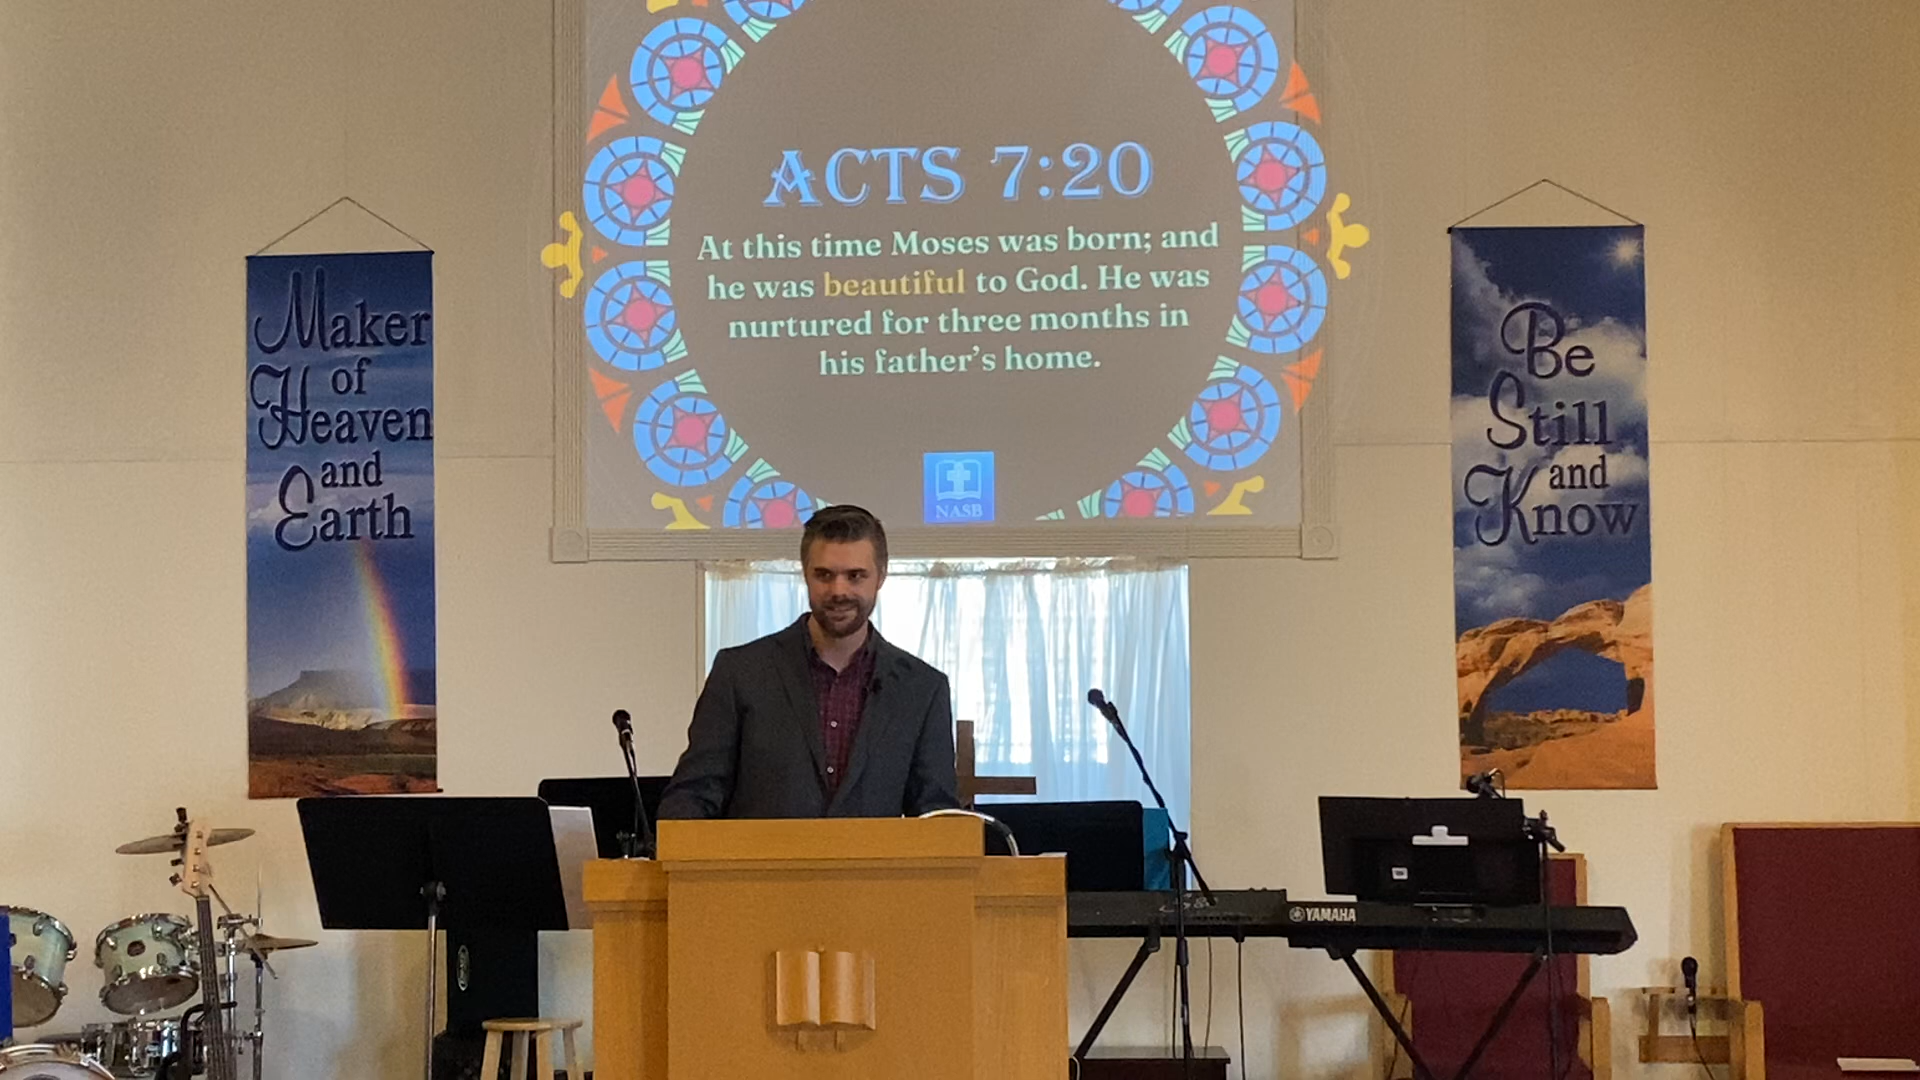 ACTS 7:20
At this time Moses was born; and
he was beautiful to God. He was
nurtured for three months in
his father's home.
NASB
Maker
of
Heaven
and
Earth
Be
Still
and
Know
YAMAHA